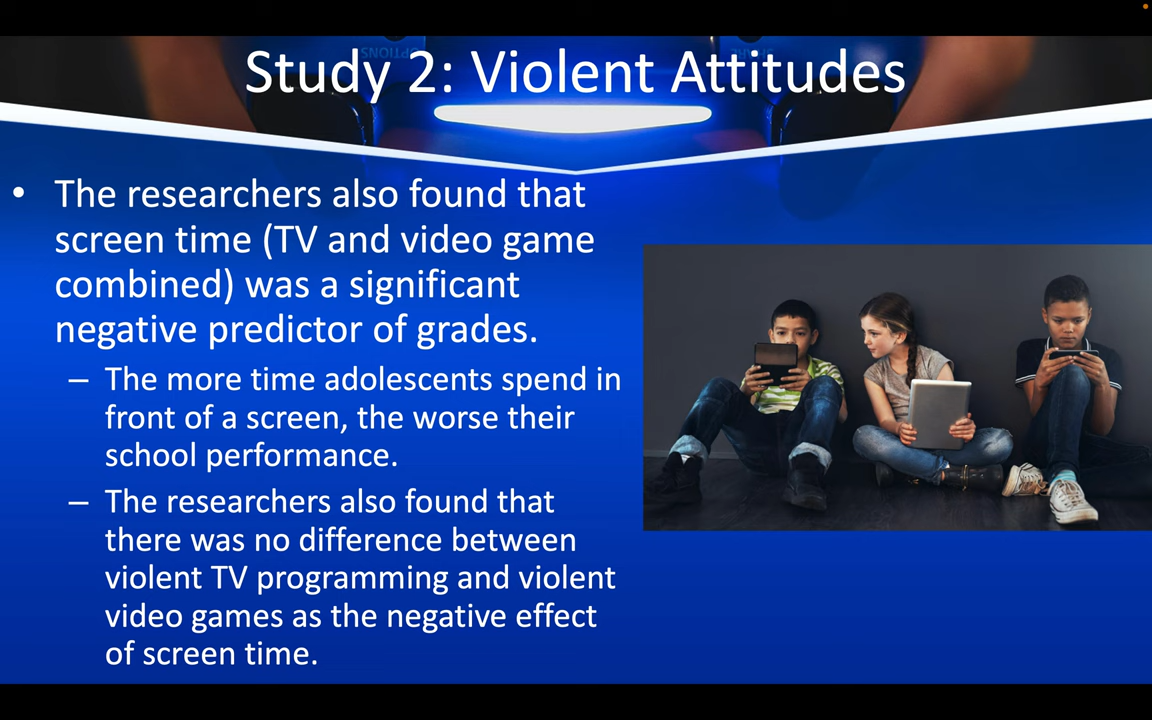 Study 2: Violent Attitudes
• The researchers also found that
screen time (TV and video game
combined) was a significant
negative predictor of grades.
– The more time adolescents spend in
front of a screen, the worse their
school performance.
– The researchers also found that
there was no difference between
violent TV programming and violent
video games as the negative effect
of screen time.